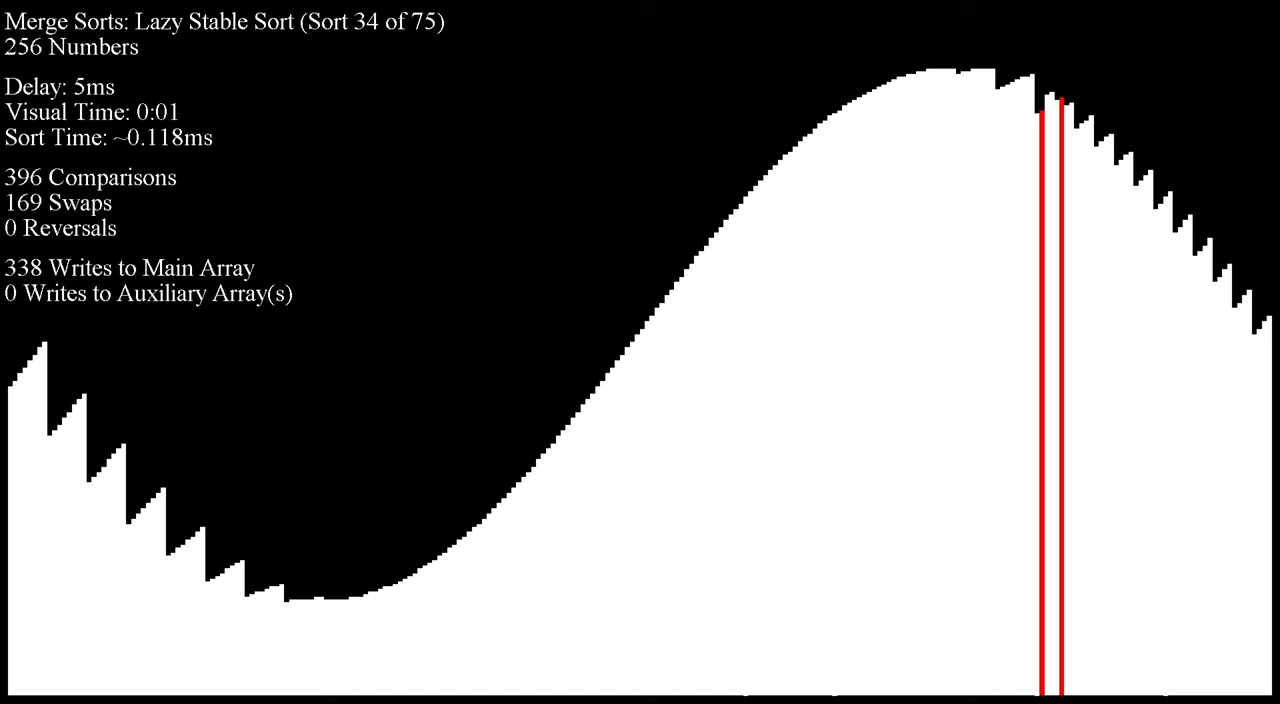 Merge Sorts: Lazy Stable Sort (Sort 34 of 75)
256 Numbers
Delay: 5ms
Visual Time: 0:01
Sort Time: ~0.118ms
396 Comparisons
169 Swaps
0 Reversals
338 Writes to Main Array
0 Writes to Auxiliary Array(s)